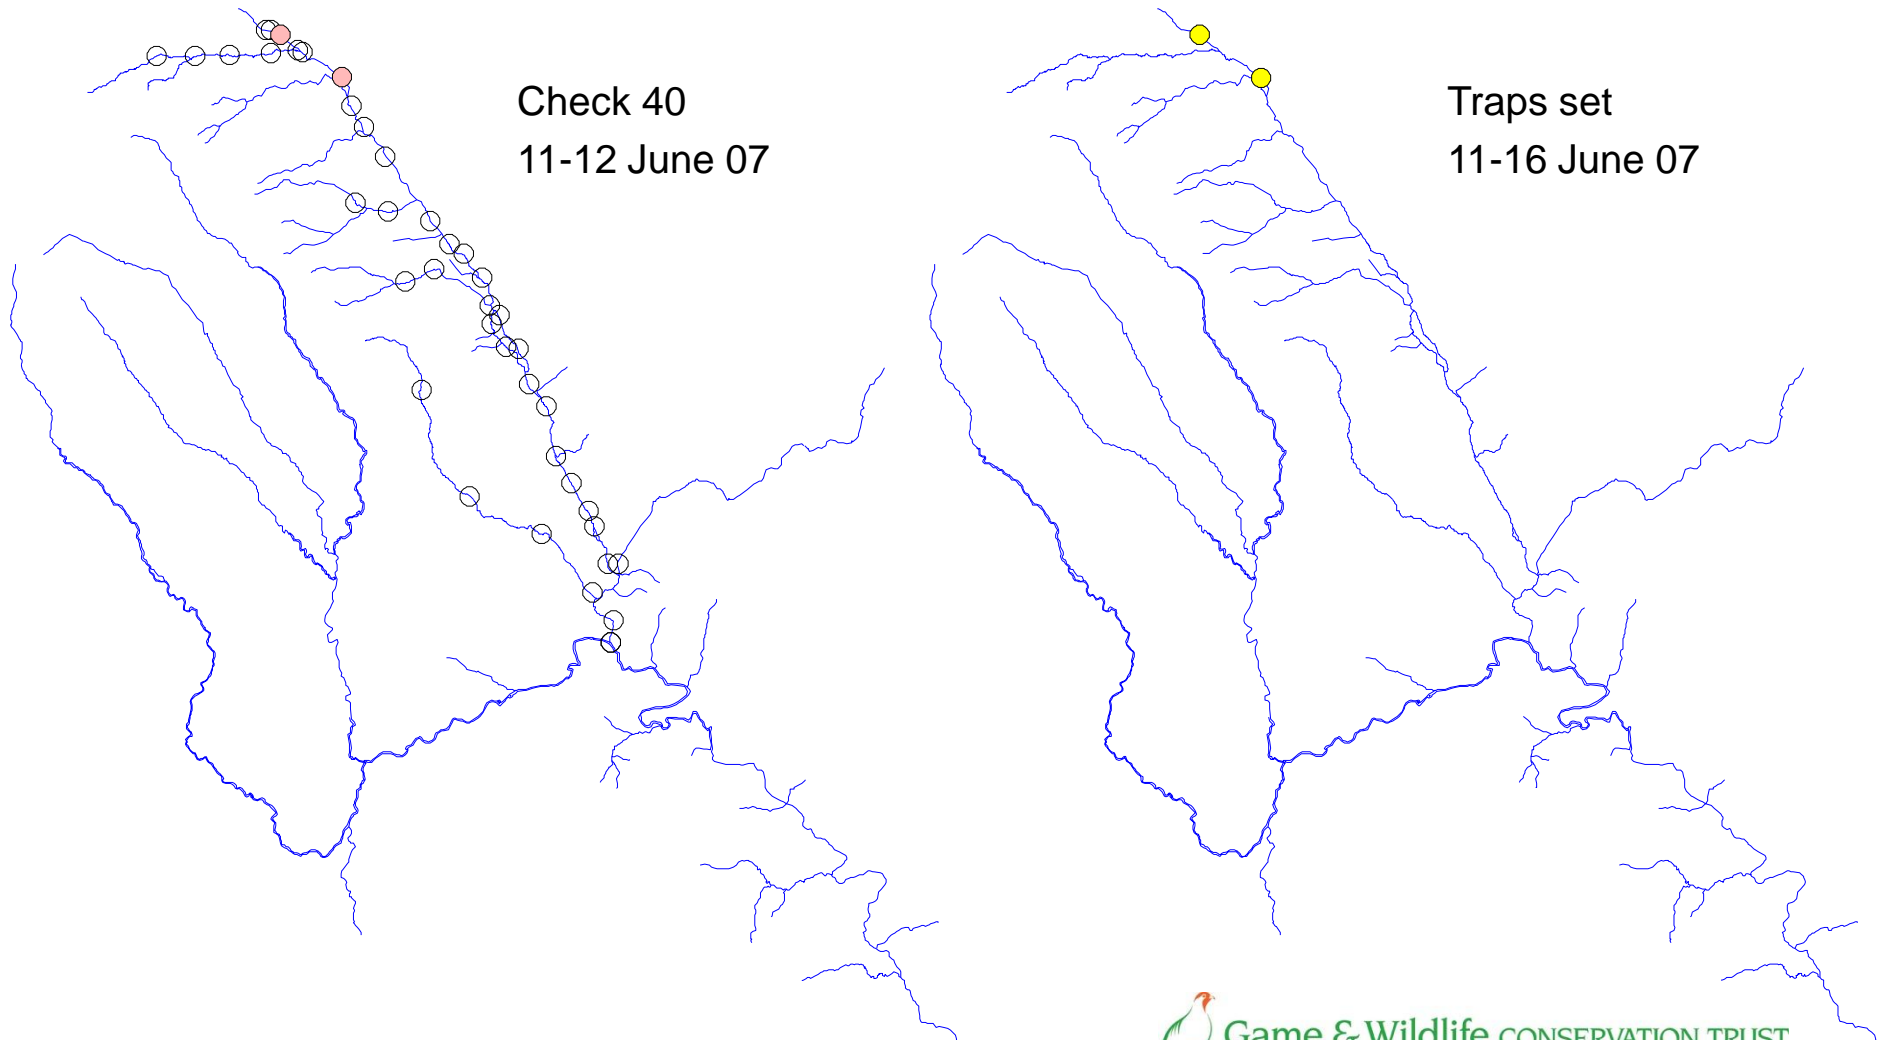 Check 40
11-12 June 07
Traps set
11-16 June 07
Game & Wildlife CONSERVATION TRUST